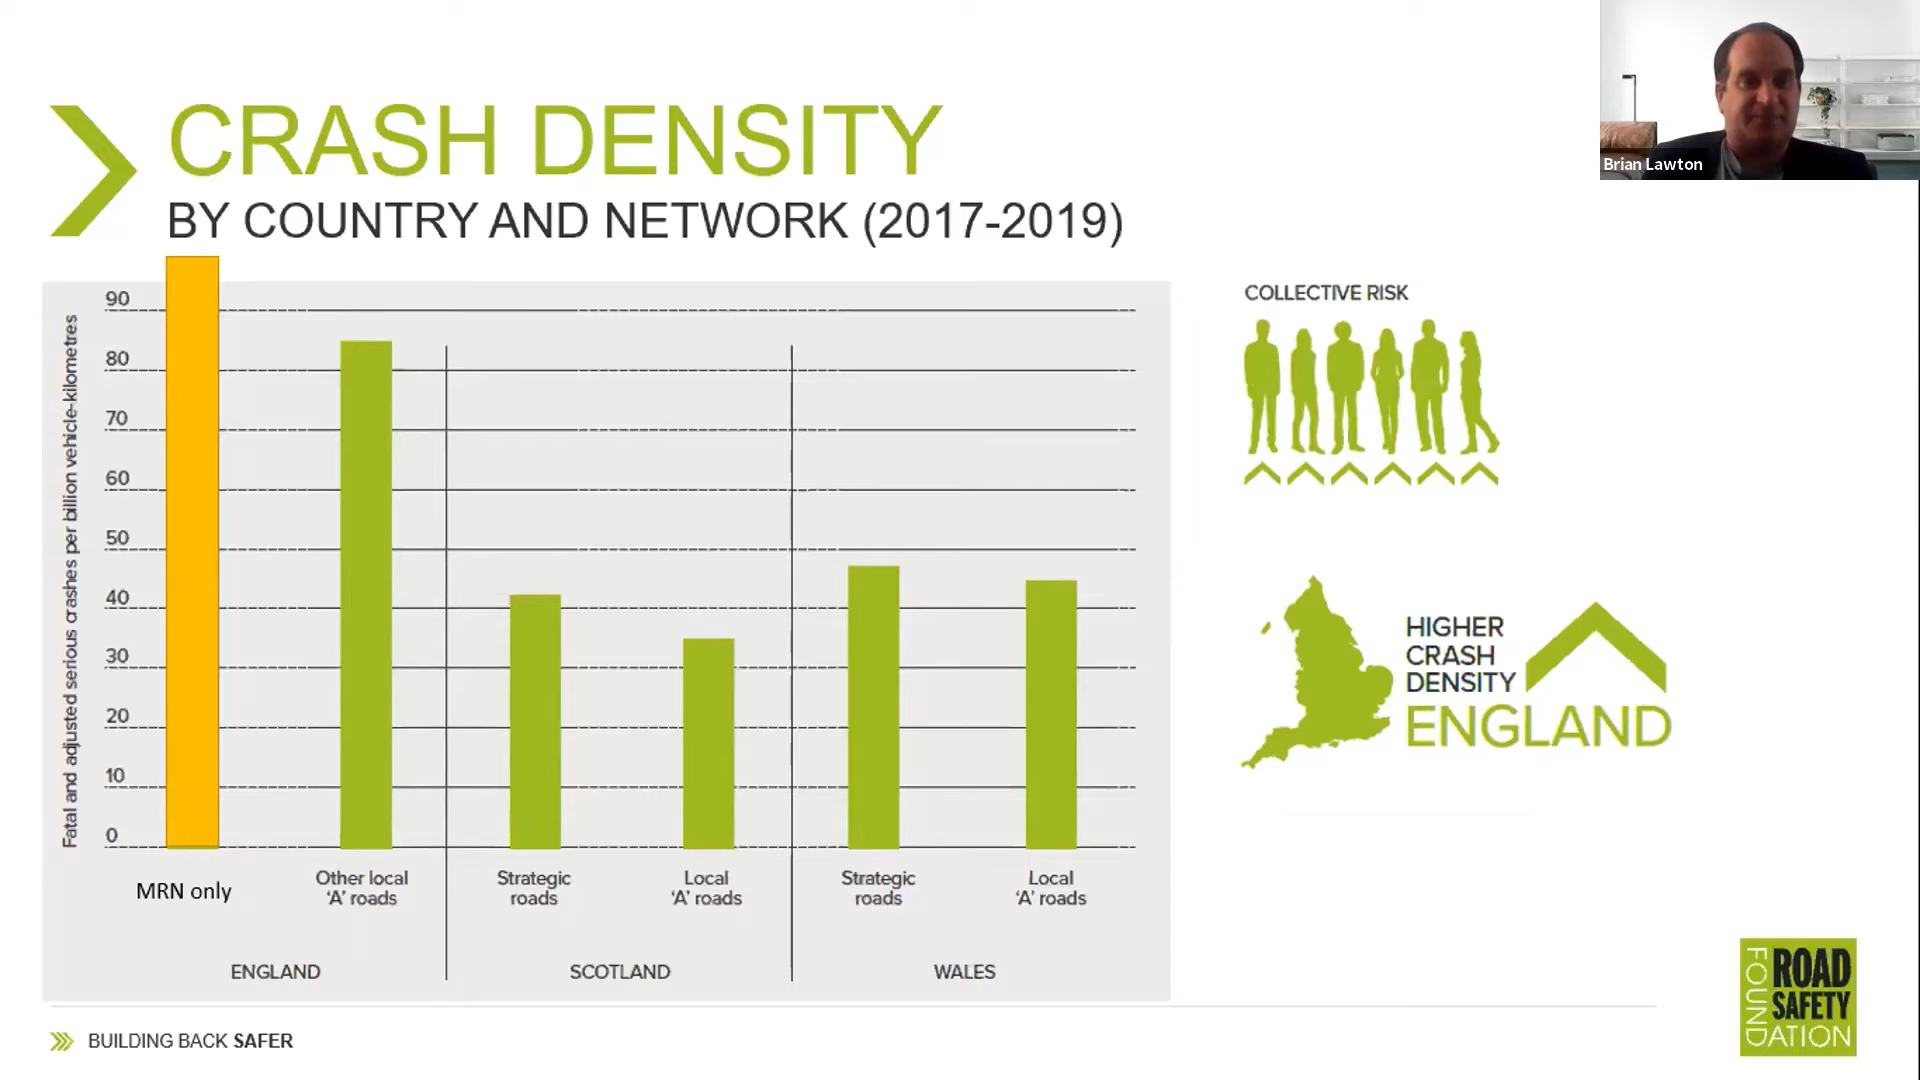 CRASH DENSITY
BY COUNTRY AND NETWORK (2017-2019)
Brian Lawton
Fatal and adjusted serious crashes per billion vehicle-kilometres
90
80
70
60
50
40
30
20
10
0
MRN only
Other local
‘A’ roads
Strategic
roads
Local
‘A’ roads
Strategic
roads
Local
‘A’ roads
ENGLAND
SCOTLAND
WALES
COLLECTIVE RISK
HIGHER
CRASH
DENSITY
ENGLAND
BUILDING BACK SAFER
ROAD
SAFETY
FOUNDATION